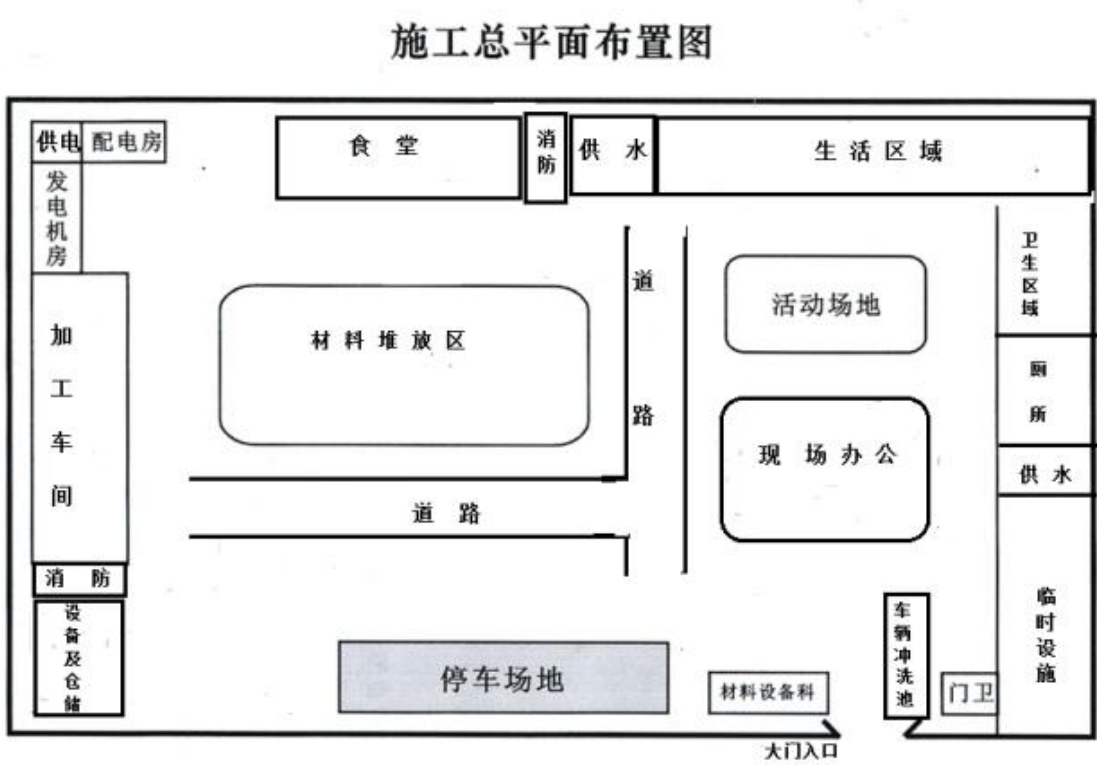 施工总平面布置图
供电 配电房
食堂
消防
供水
生活区域
发电机房
卫生区域
道路
活动场地
加工车间
材料堆放区
厕所
现场办公
供水
道路
消防
设备及仓储
临时设施
车辆冲洗池
停车场地
材料设备科
门卫
大门入口